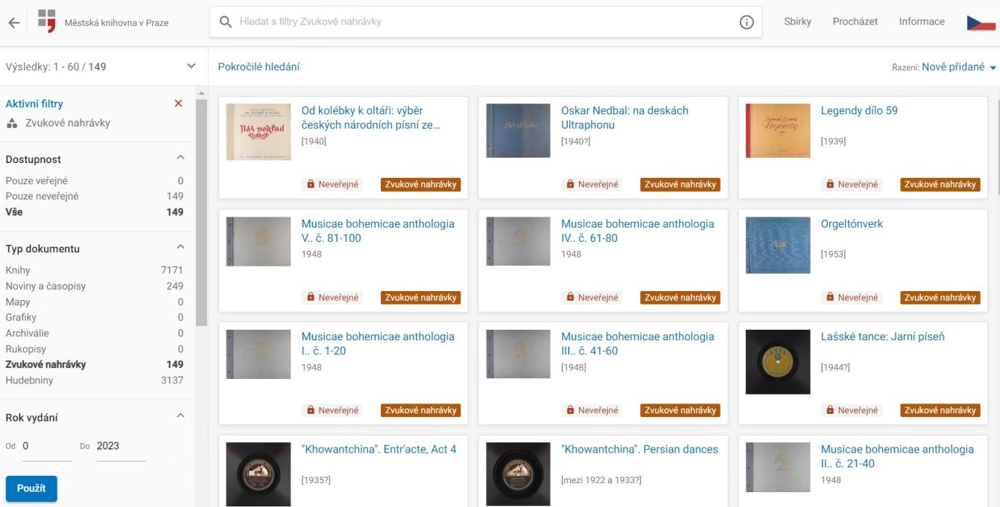 Městská knihovna v Praze
Hledat s filtry Zvukové nahrávky
Sbírky
Procházet
Informace
Výsledky: 1 - 60 / 149
Pokročilé hledání
Řazení: Nově přidané
Aktivní filtry
Zvukové nahrávky
Dostupnost
Pouze veřejné 0
Pouze neveřejné 149
Vše 149
Typ dokumentu
Knihy 7171
Noviny a časopisy 249
Mapy 0
Grafiky 0
Archiválie 0
Rukopisy 0
Zvukové nahrávky 149
Hudebniny 3137
Rok vydání
Od 0 Do 2023
Použít
Náš poklad
Od kolébky k oltáři: výběr
českých národních písní ze...
[1940]
Neveřejné
Zvukové nahrávky
Oskar Nedbal: na deskách
Ultraphonu
[1940?]
Neveřejné
Zvukové nahrávky
Legendy
Legendy dílo 59
[1939]
Neveřejné
Zvukové nahrávky
Musicae bohemicae anthologia
V.. č. 81-100
1948
Neveřejné
Zvukové nahrávky
Musicae bohemicae anthologia
IV.. č. 61-80
1948
Neveřejné
Zvukové nahrávky
Orgeltónverk
[1953]
Neveřejné
Zvukové nahrávky
Musicae bohemicae anthologia
I.. č. 1-20
1948
Neveřejné
Zvukové nahrávky
Musicae bohemicae anthologia
III.. č. 41-60
[1948]
Neveřejné
Zvukové nahrávky
Lašské tance: Jarní píseň
[1944?]
Neveřejné
Zvukové nahrávky
"Khowantchina". Entr'acte, Act 4
[1935?]
"Khowantchina". Persian dances
[mezi 1922 a 1933?]
Musicae bohemicae anthologia
II.. č. 21-40
1948